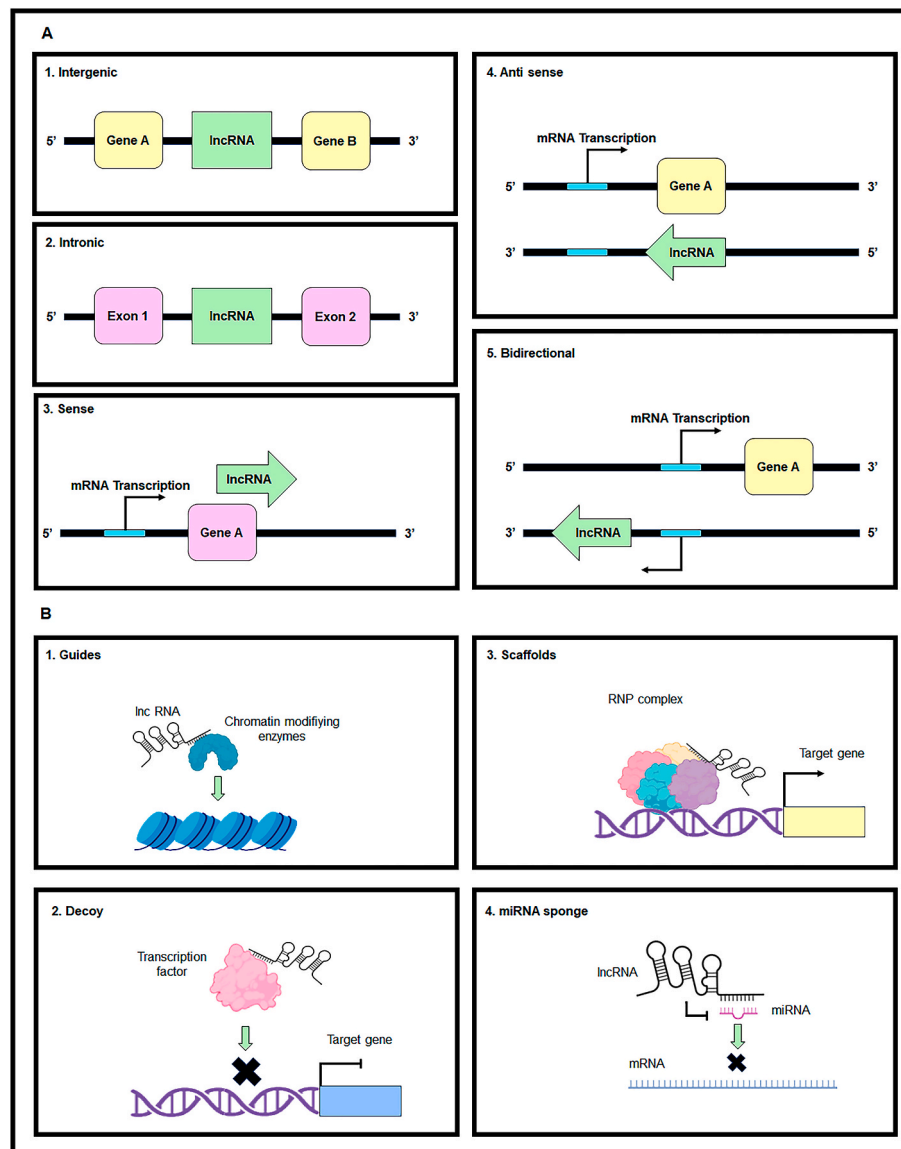 A
1. Intergenic
5’ Gene A lncRNA Gene B 3’
2. Intronic
5’ Exon 1 lncRNA Exon 2 3’
3. Sense
lncRNA
mRNA Transcription
5’ Gene A 3’
4. Anti sense
mRNA Transcription
5’ Gene A 3’
3’ lncRNA 5’
5. Bidirectional
mRNA Transcription
5’ Gene A 3’
3’ lncRNA 5’
B
1. Guides
lnc RNA
Chromatin modifiying
enzymes
2. Decoy
Transcription
factor
Target gene
3. Scaffolds
RNP complex
Target gene
4. miRNA sponge
lncRNA
miRNA
mRNA